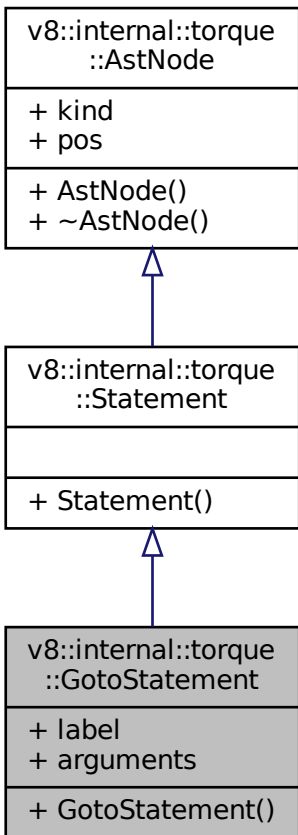 v8::internal::torque
::AstNode
+ kind
+ pos
+ AstNode()
+ ~AstNode()
v8::internal::torque
::Statement
+ Statement()
v8::internal::torque
::GotoStatement
+ label
+ arguments
+ GotoStatement()